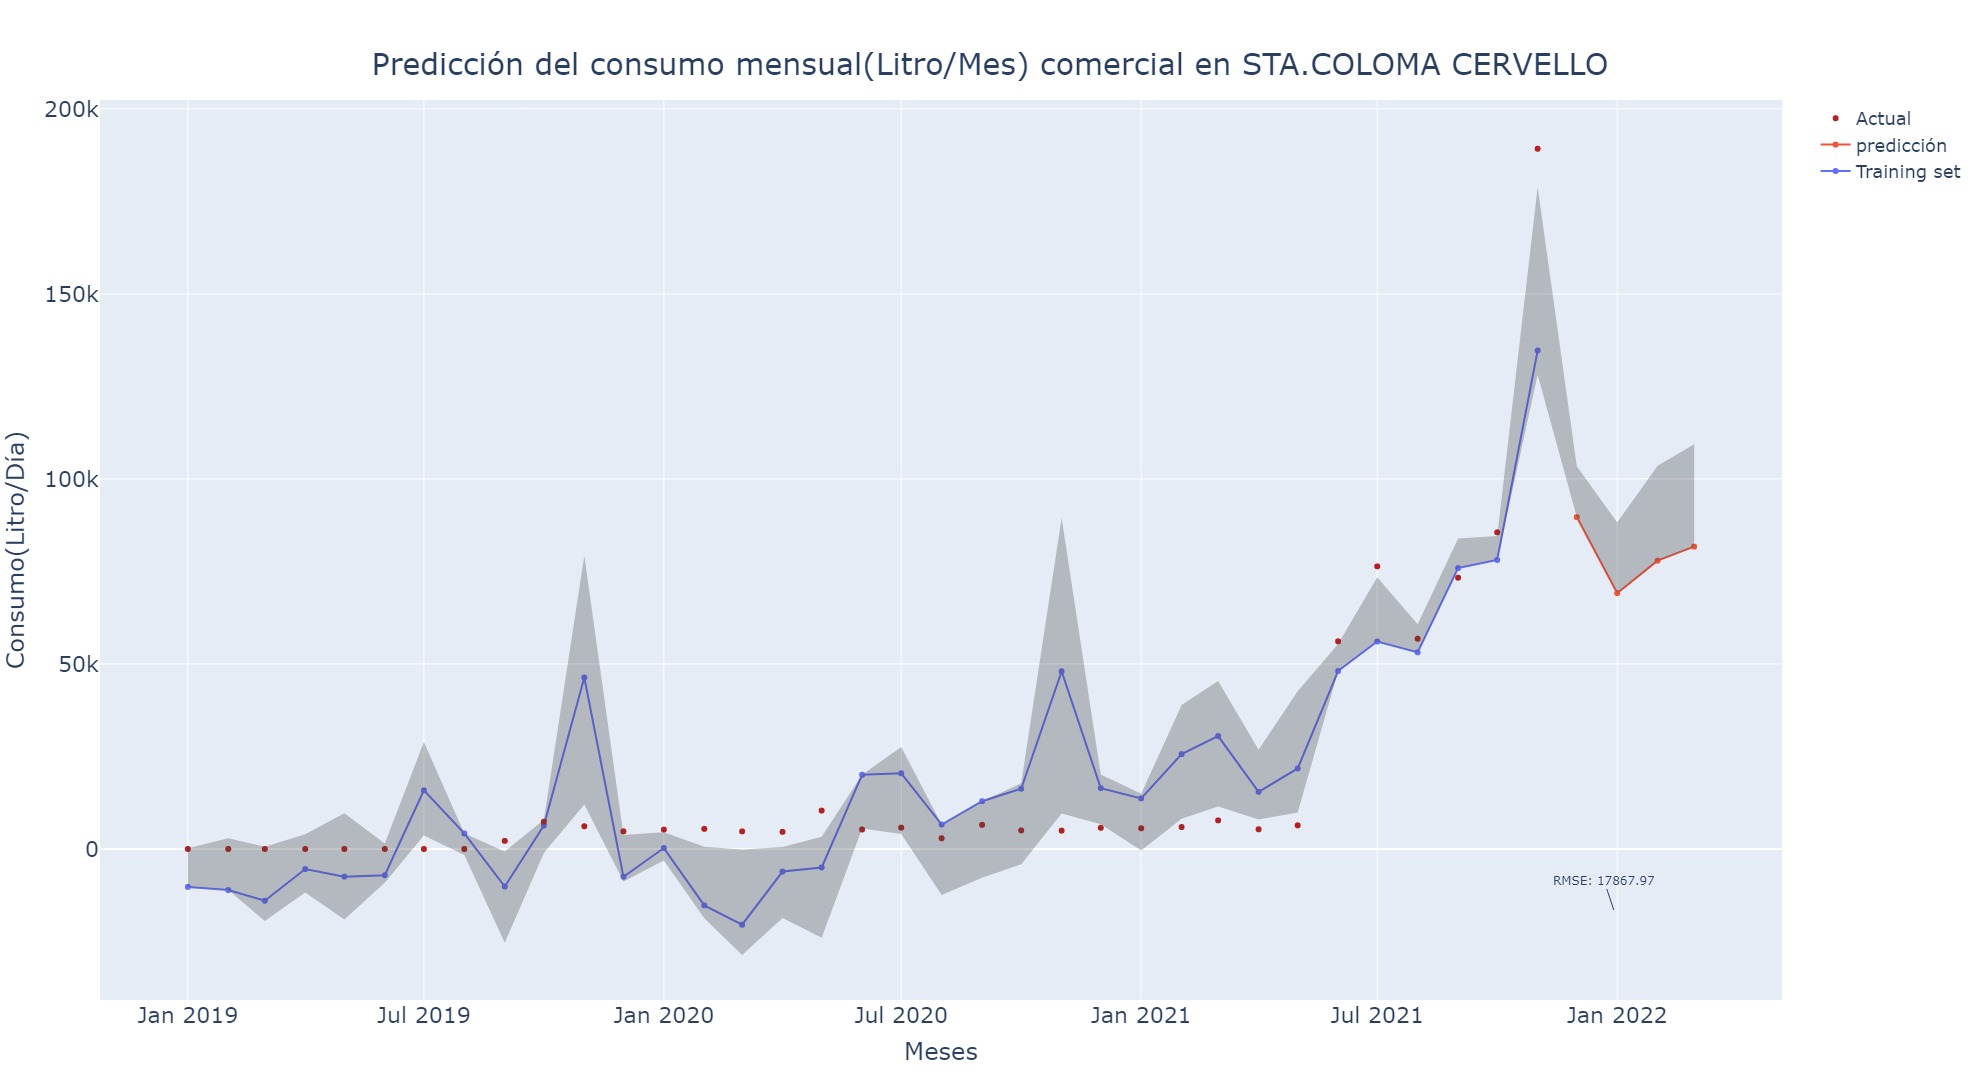 Predicción del consumo mensual(Litro/Mes) comercial en STA.COLOMA CERVELLO
Actual
predicción
Training set
Consumo(Litro/Día)
200k
150k
100k
50k
0
RMSE: 17867.97
Jan 2019
Jul 2019
Jan 2020
Jul 2020
Jan 2021
Jul 2021
Jan 2022
Meses